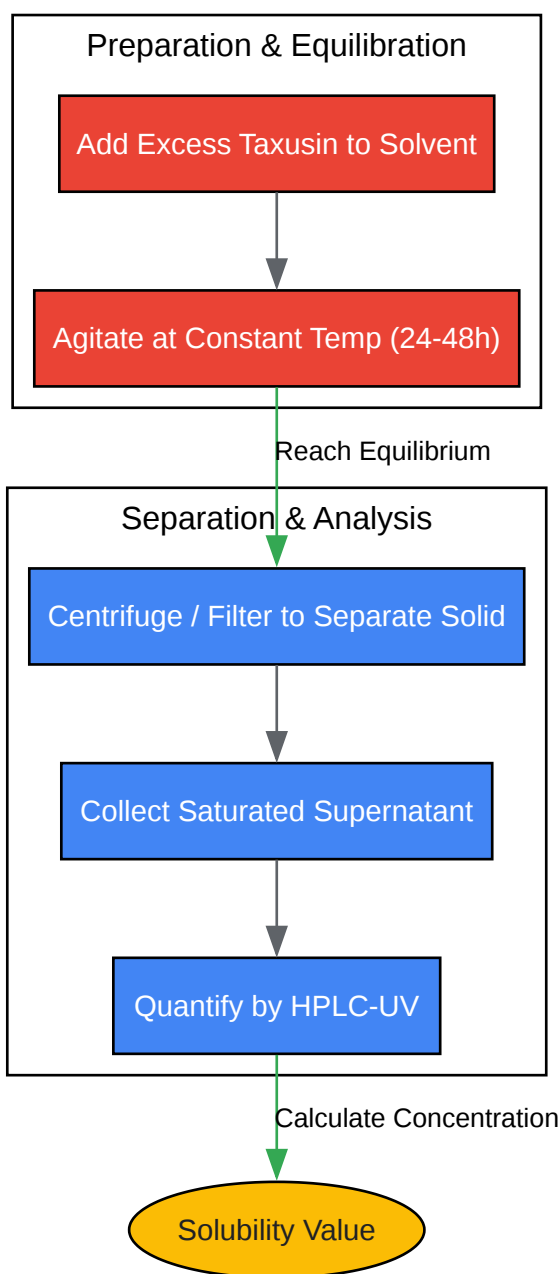 Preparation & Equilibration
Add Excess Taxusin to Solvent
Agitate at Constant Temp (24-48h)
Reach Equilibrium
Separation & Analysis
Centrifuge / Filter to Separate Solid
Collect Saturated Supernatant
Quantify by HPLC-UV
Calculate Concentration
Solubility Value